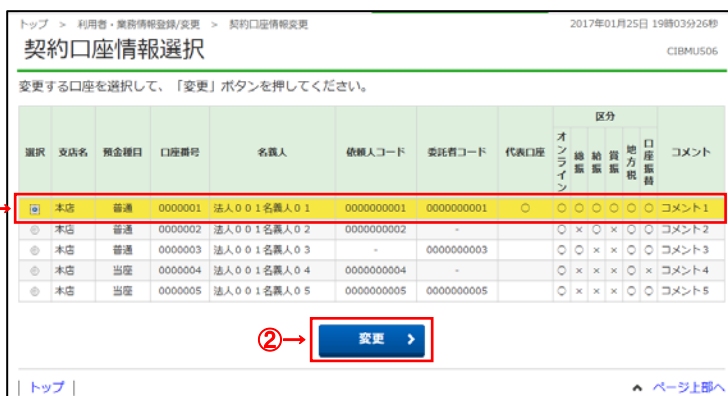 トップ > 利用者・業務情報登録/変更 > 契約口座情報変更 2017年01月25日 19時03分26秒
契約口座情報選択 CIBMU506
変更する口座を選択して、「変更」ボタンを押してください。
区分
選択 支店名 預金種目 口座番号 名義人 依頼人コード 委託者コード 代表口座 オンライン 総振 給振 賞振 地方税 口座振替 コメント
本店 普通 0000001 法人001名義人01 0000000001 0000000001 ○ ○ ○ ○ ○ ○ ○ コメント1
本店 普通 0000002 法人001名義人02 0000000002 - ○ × ○ × ○ ○ コメント2
本店 普通 0000003 法人001名義人03 - 0000000003 ○ ○ × × ○ ○ コメント3
本店 当座 0000004 法人001名義人04 0000000004 - ○ × × × ○ × コメント4
本店 当座 0000005 法人001名義人05 0000000005 0000000005 ○ × × × ○ ○ コメント5
②→ 変更 >
トップ | ページ上部へ